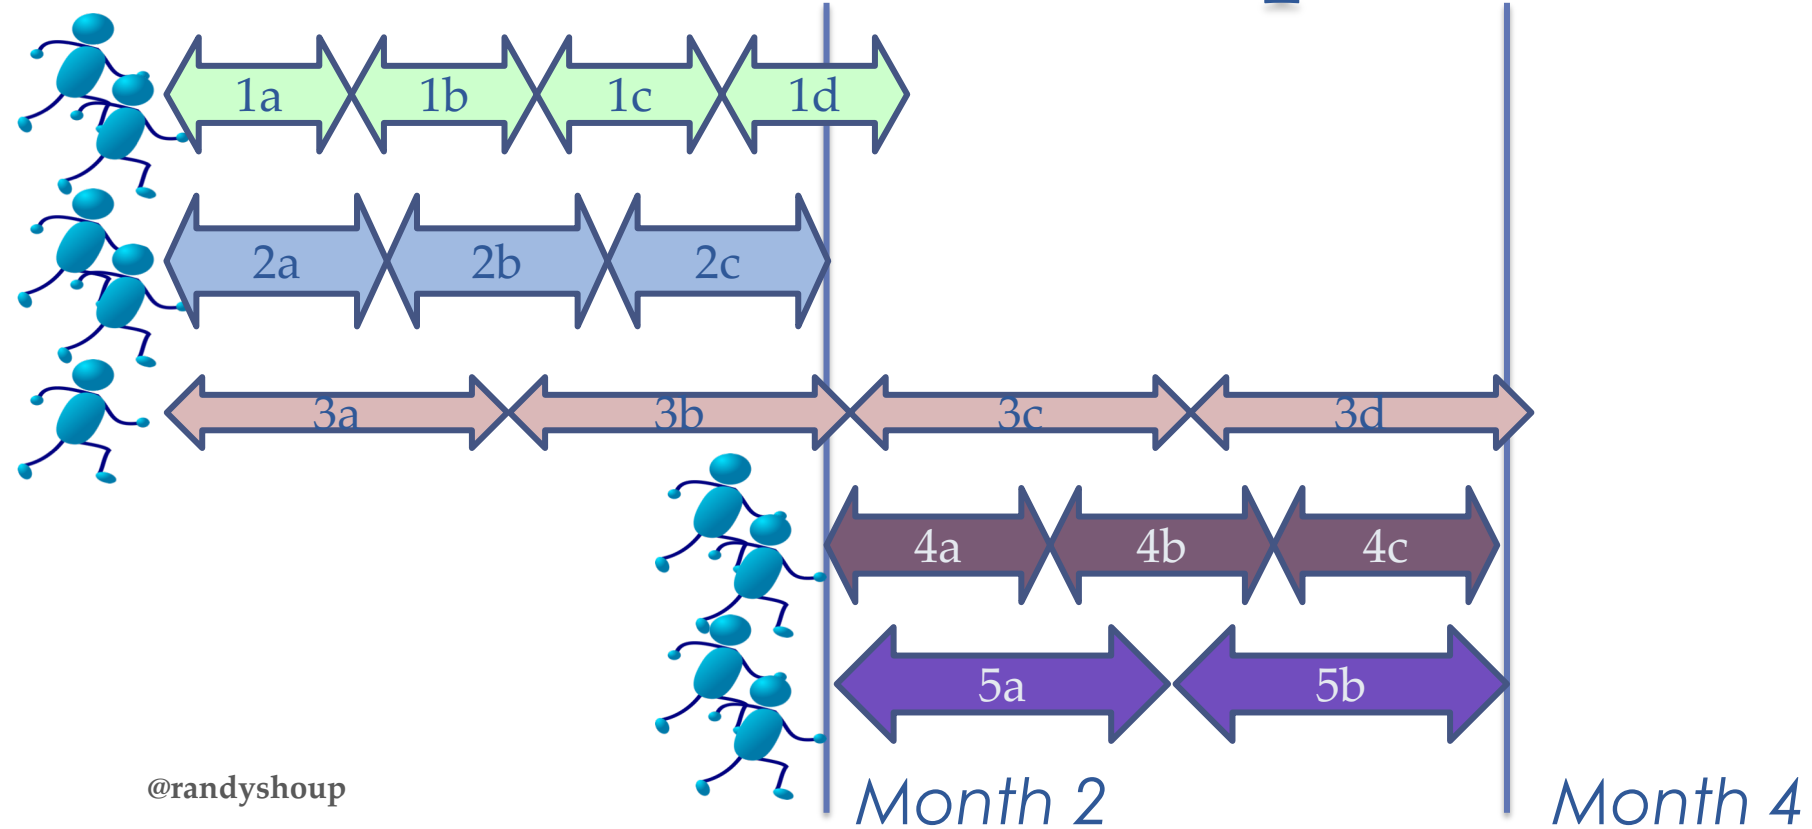 1a 1b 1c 1d
2a 2b 2c
3a 3b 3c 3d
4a 4b 4c
5a 5b
@randyshoup
Month 2 Month 4